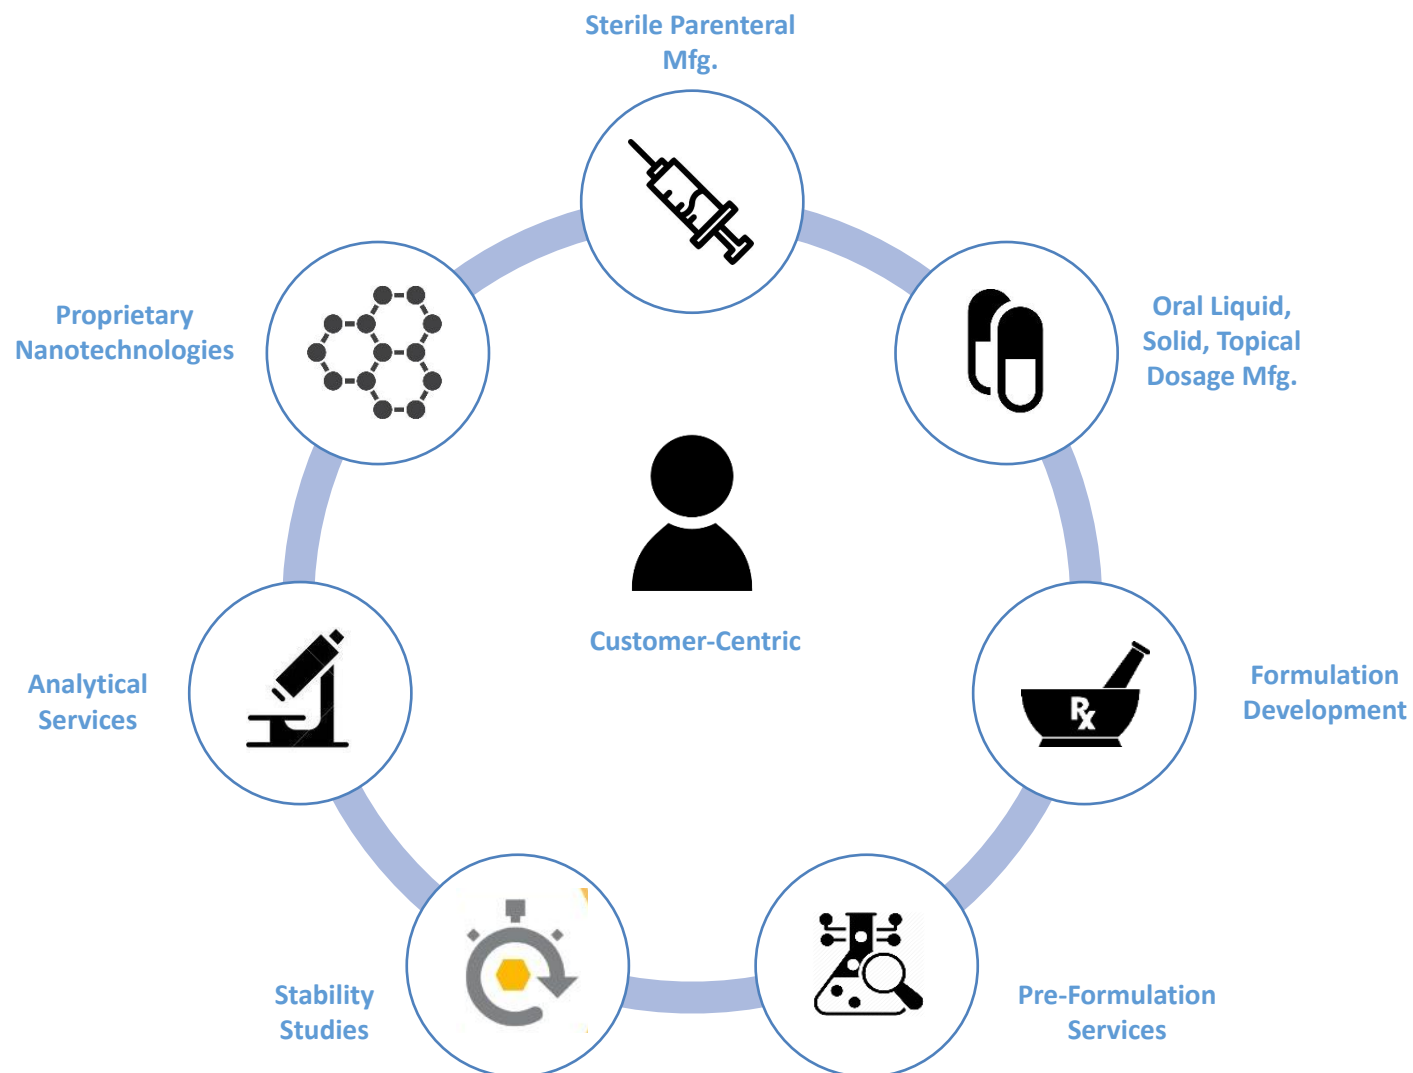 Sterile Parenteral
Mfg.
Proprietary
Nanotechnologies
Oral Liquid,
Solid, Topical
Dosage Mfg.
Customer-Centric
Analytical
Services
Formulation
Development
Rx
Stability
Studies
Pre-Formulation
Services